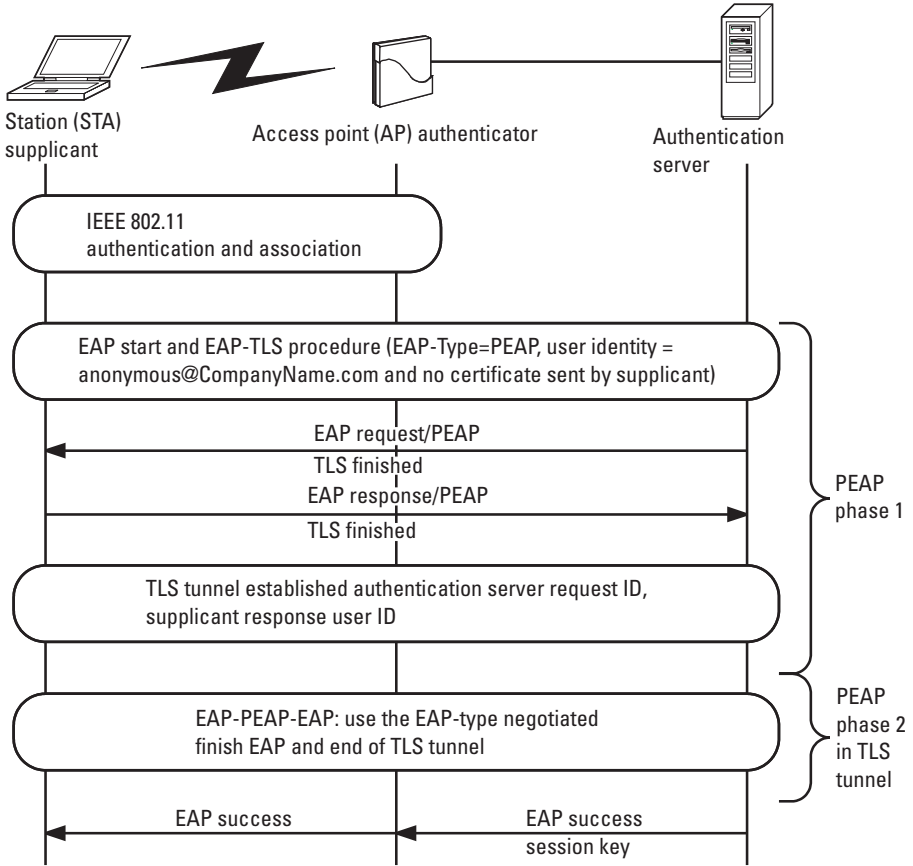 Station (STA)
supplicant
Access point (AP) authenticator
Authentication
server
IEEE 802.11
authentication and association
EAP start and EAP-TLS procedure (EAP-Type=PEAP, user identity =
anonymous@CompanyName.com and no certificate sent by supplicant)
EAP request/PEAP
TLS finished
EAP response/PEAP
TLS finished
PEAP
phase 1
TLS tunnel established authentication server request ID,
supplicant response user ID
EAP-PEAP-EAP: use the EAP-type negotiated
finish EAP and end of TLS tunnel
PEAP
phase 2
in TLS
tunnel
EAP success
EAP success
session key